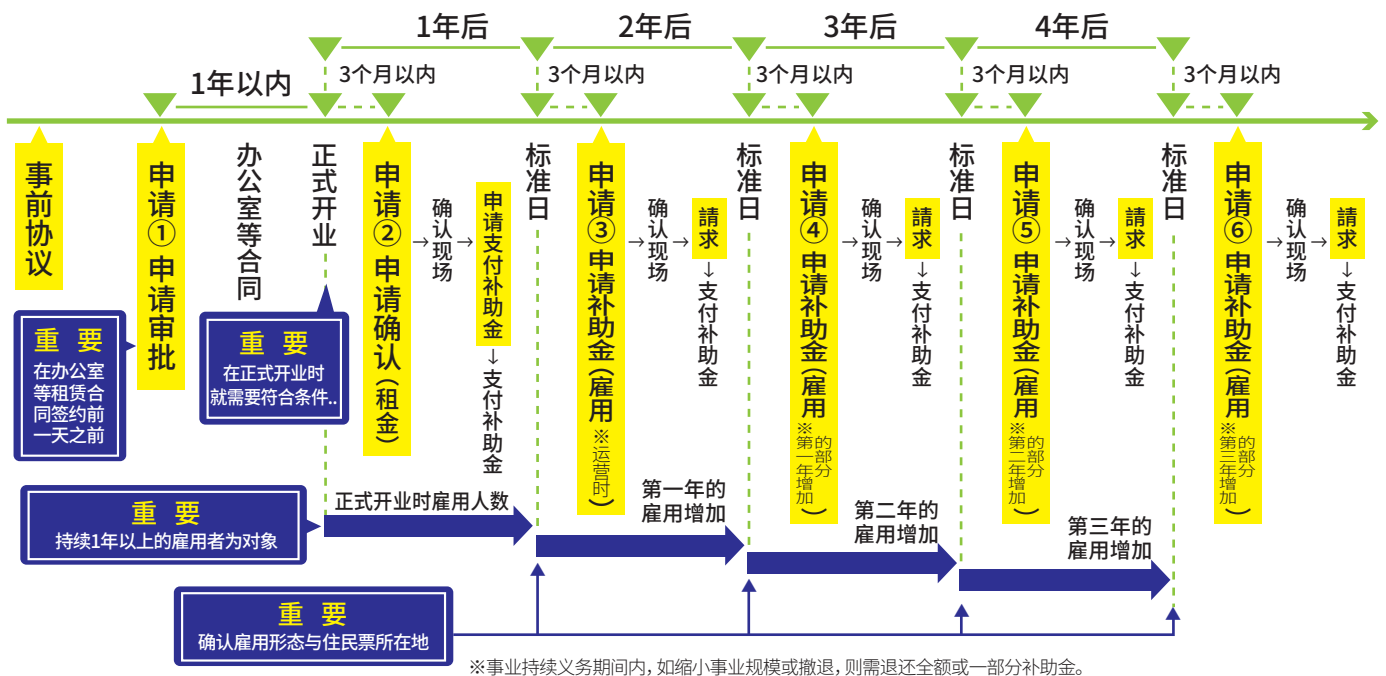 1年后
2年后
3年后
4年后
1年以内
3个月以内
3个月以内
3个月以内
3个月以内
3个月以内
事前协议
重 要
在办公室
等租赁合
同签约前
一天之前
申请① 申请审批
办公室等合同
正式开业
重 要
在正式开业时
就需要符合条件..
申请② 申请确认(租金)
→确认现场→
申请支付补助金
↓支付补助金
标准日
申请③ 申请补助金(雇用※运营时)
→确认现场→
請求
↓支付补助金
标准日
申请④ 申请补助金(雇用※第一年增加的部分)
→确认现场→
請求
↓支付补助金
标准日
申请⑤ 申请补助金(雇用※第二年增加的部分)
→确认现场→
請求
↓支付补助金
标准日
申请⑥ 申请补助金(雇用※第三年增加的部分)
→确认现场→
請求
↓支付补助金
重 要
持续1年以上的雇用者为对象
正式开业时雇用人数
第一年的
雇用增加
第二年的
雇用增加
第三年的
雇用增加
重 要
确认雇用形态与住民票所在地
※事业持续义务期间内，如缩小事业规模或撤退，则需退还全额或一部分补助金。